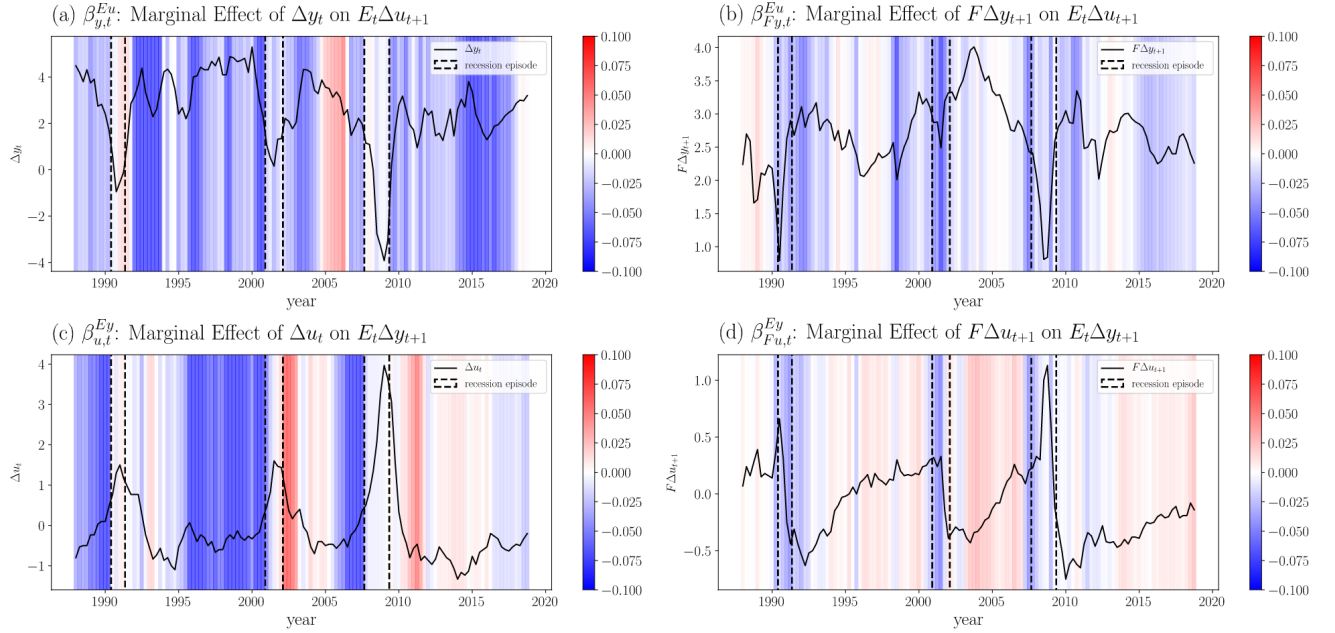 (a) $\beta_{y,t}^{Eu}$: Marginal Effect of $\Delta y_t$ on $E_t\Delta u_{t+1}$
4
2
0
−2
−4
$\Delta y_t$
$\Delta y_t$
recession episode
1990 1995 2000 2005 2010 2015 2020
year
0.100
0.075
0.050
0.025
0.000
−0.025
−0.050
−0.075
−0.100
(b) $\beta_{Fy,t}^{Eu}$: Marginal Effect of $F\Delta y_{t+1}$ on $E_t\Delta u_{t+1}$
4.0
3.5
3.0
2.5
2.0
1.5
1.0
$F\Delta y_{t+1}$
$F\Delta y_{t+1}$
recession episode
1990 1995 2000 2005 2010 2015 2020
year
0.100
0.075
0.050
0.025
0.000
−0.025
−0.050
−0.075
−0.100
(c) $\beta_{u,t}^{Ey}$: Marginal Effect of $\Delta u_t$ on $E_t\Delta y_{t+1}$
4
3
2
1
0
−1
$\Delta u_t$
$\Delta u_t$
recession episode
1990 1995 2000 2005 2010 2015 2020
year
0.100
0.075
0.050
0.025
0.000
−0.025
−0.050
−0.075
−0.100
(d) $\beta_{Fu,t}^{Ey}$: Marginal Effect of $F\Delta u_{t+1}$ on $E_t\Delta y_{t+1}$
1.0
0.5
0.0
−0.5
$F\Delta u_{t+1}$
$F\Delta u_{t+1}$
recession episode
1990 1995 2000 2005 2010 2015 2020
year
0.100
0.075
0.050
0.025
0.000
−0.025
−0.050
−0.075
−0.100